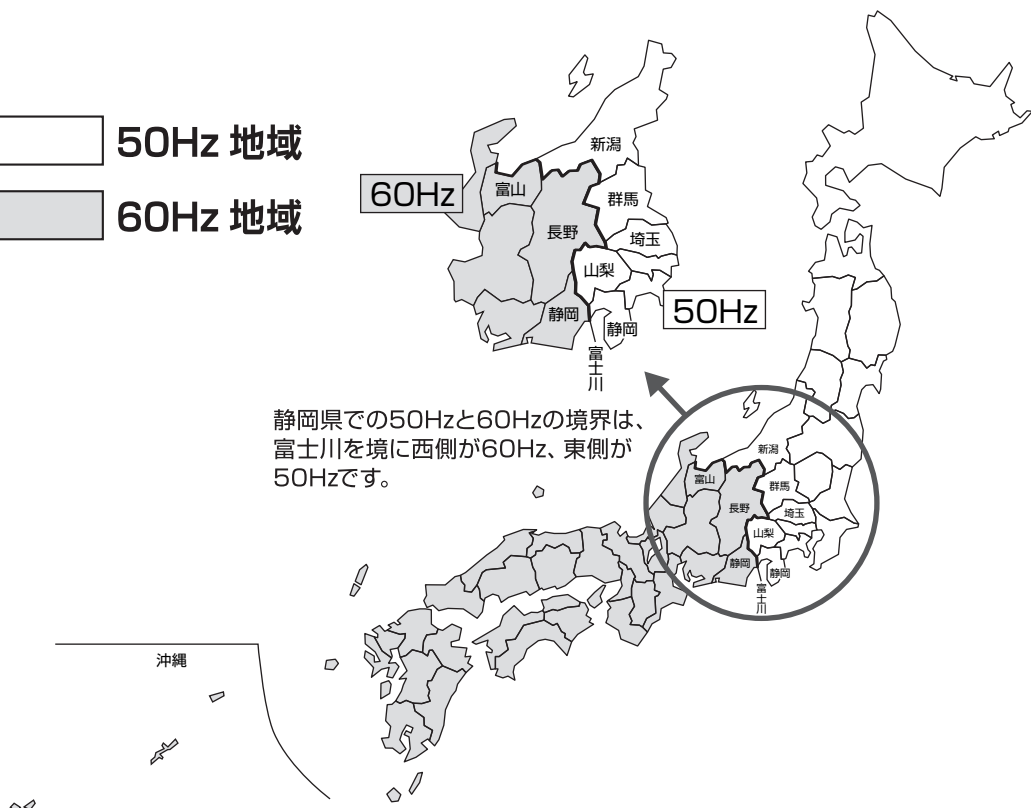 50Hz 地域
60Hz 地域
60Hz
新潟
富山
群馬
長野
埼玉
山梨
50Hz
静岡
静岡
富士川
静岡県での50Hzと60Hzの境界は、
富士川を境に西側が60Hz、東側が
50Hzです。
新潟
富山
群馬
長野
埼玉
山梨
静岡
静岡
富士川
沖縄